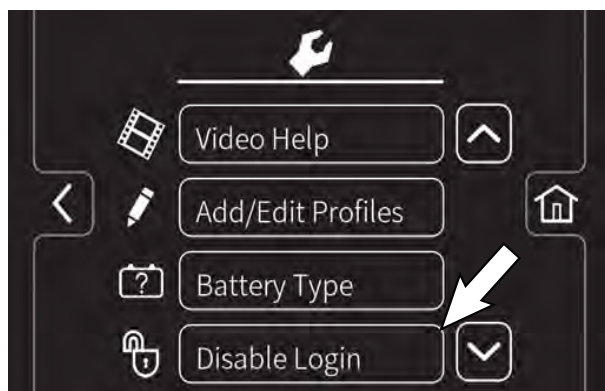 Video Help
Add/Edit Profiles
?
Battery Type
Disable Login